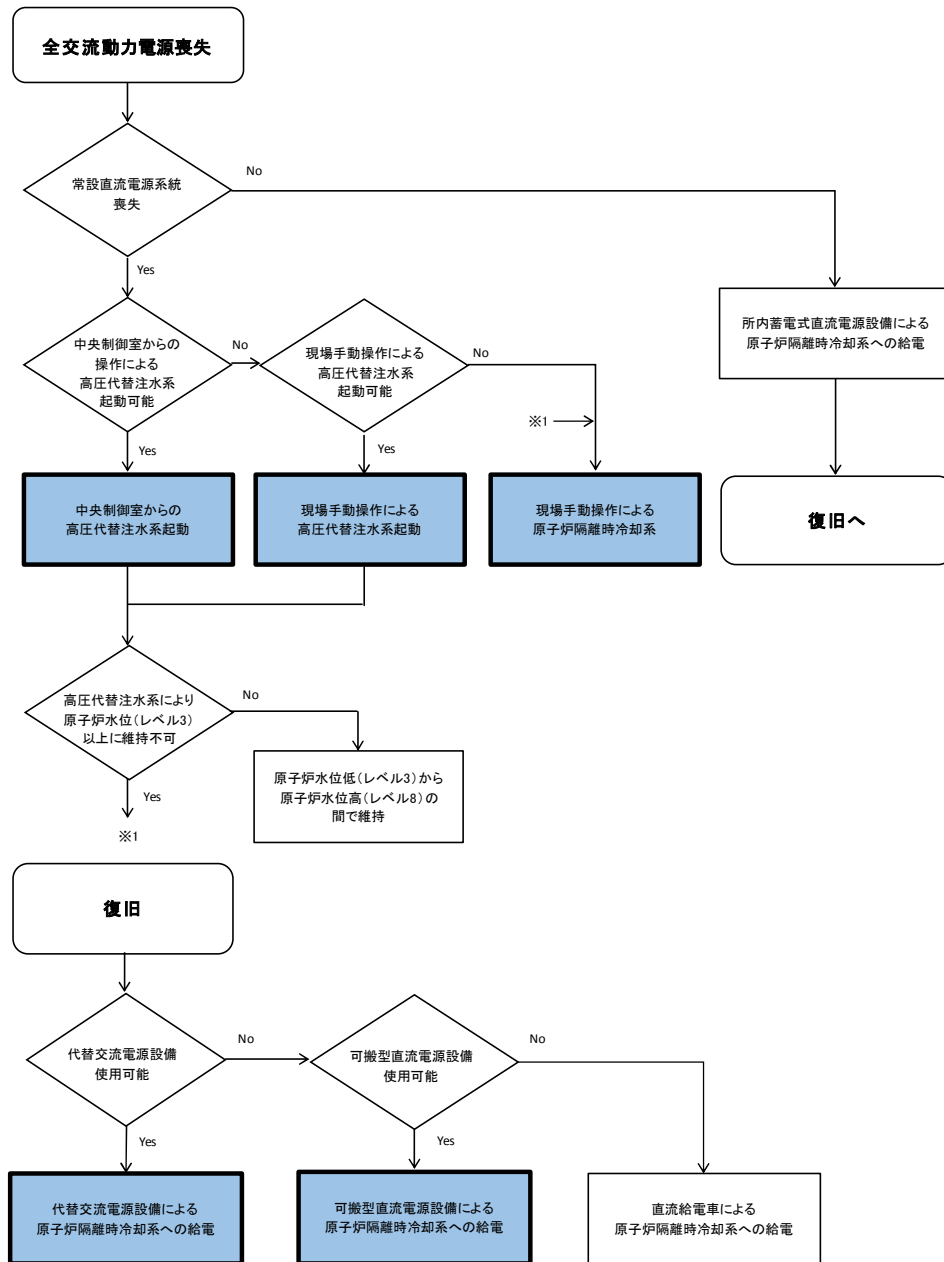 全交流動力電源喪失
常設直流電源系統
喪失
No
Yes
所内蓄電式直流電源設備による
原子炉隔離時冷却系への給電
中央制御室からの
操作による
高圧代替注水系
起動可能
No
現場手動操作による
高圧代替注水系
起動可能
No
※1
Yes
Yes
中央制御室からの
高圧代替注水系起動
現場手動操作による
高圧代替注水系起動
現場手動操作による
原子炉隔離時冷却系
復旧へ
高圧代替注水系により
原子炉水位(レベル3)
以上に維持不可
No
Yes
※1
原子炉水位低(レベル3)から
原子炉水位高(レベル8)の
間で維持
復旧
代替交流電源設備
使用可能
No
可搬型直流電源設備
使用可能
No
Yes
Yes
代替交流電源設備による
原子炉隔離時冷却系への給電
可搬型直流電源設備による
原子炉隔離時冷却系への給電
直流給電車による
原子炉隔離時冷却系への給電